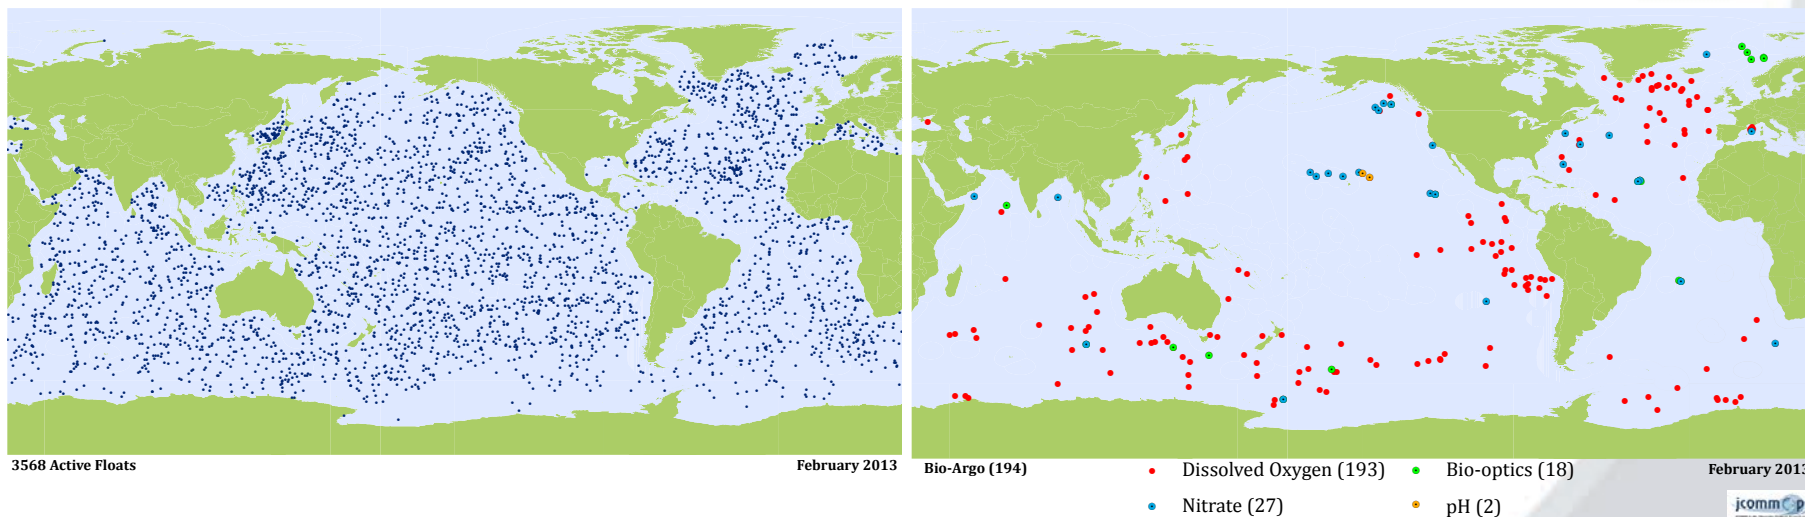 3568 Active Floats
February 2013
Bio-Argo (194)
Dissolved Oxygen (193)
Bio-optics (18)
February 2013
Nitrate (27)
pH (2)
jcomm p